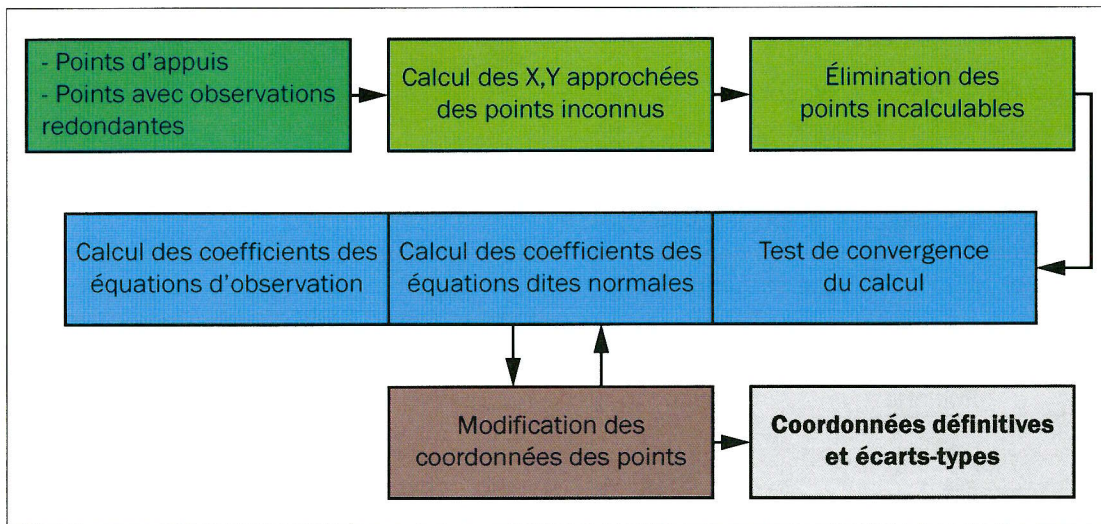 - Points d'appuis
- Points avec observations
redondantes
Calcul des X,Y approchées
des points inconnus
Élimination des
points incalculables
Calcul des coefficients des
équations d'observation
Calcul des coefficients des
équations dites normales
Test de convergence
du calcul
Modification des
coordonnées des points
Coordonnées définitives
et écarts-types